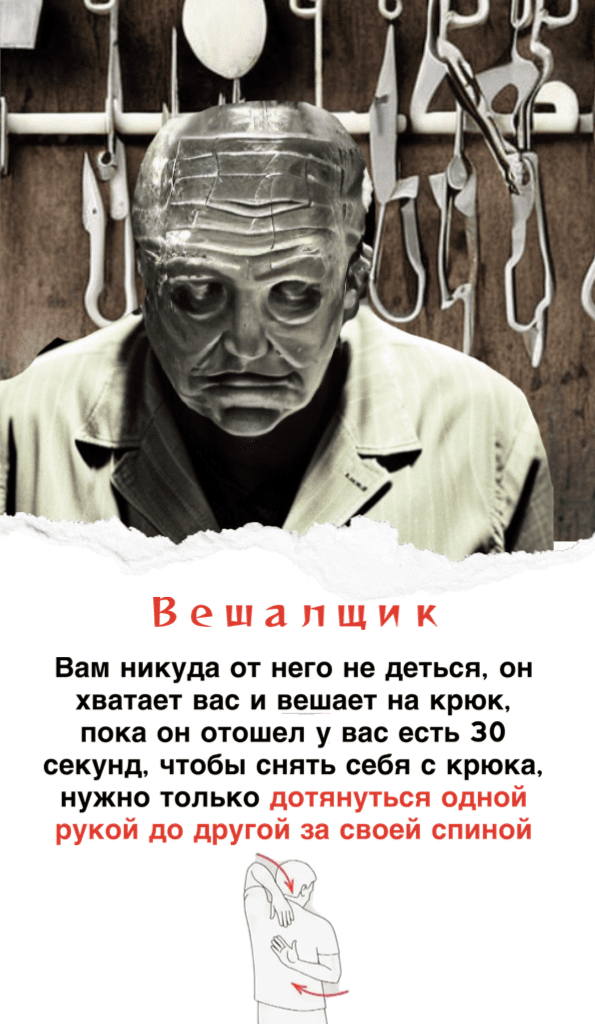 Вешалщик
Вам никуда от него не деться, он
хватает вас и вешает на крюк,
пока он отошел у вас есть 30
секунд, чтобы снять себя с крюка,
нужно только дотянуться одной
рукой до другой за своей спиной